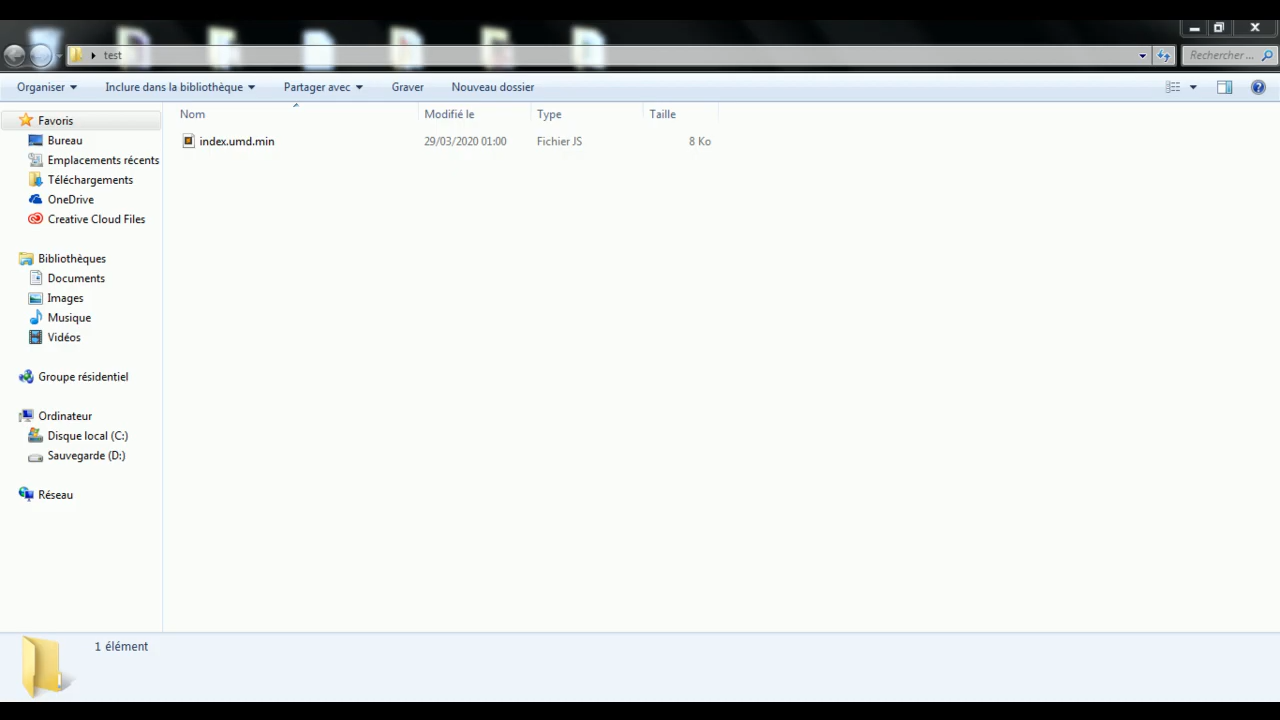 test
Rechercher ...
Organiser
Inclure dans la bibliothèque
Partager avec
Graver
Nouveau dossier
Nom
Modifié le
Type
Taille
index.umd.min
29/03/2020 01:00
Fichier JS
8 Ko
Favoris
Bureau
Emplacements récents
Téléchargements
OneDrive
Creative Cloud Files
Bibliothèques
Documents
Images
Musique
Vidéos
Groupe résidentiel
Ordinateur
Disque local (C:)
Sauvegarde (D:)
Réseau
1 élément